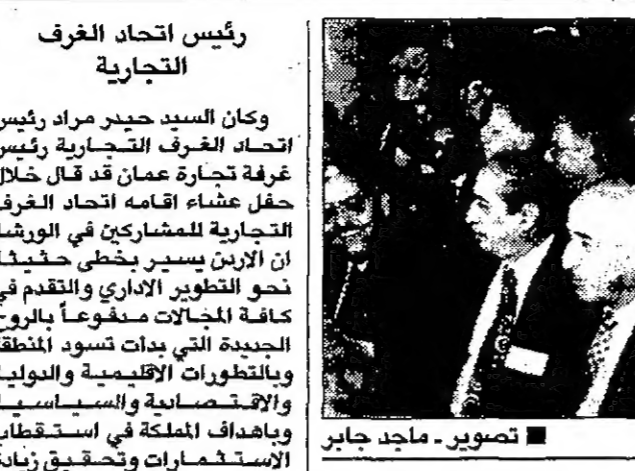 رئيس اتحاد الغرف
التجارية
وكان السيد حيدر مراد رئيس
اتحاد الغرف التجارية رئيس
غرفة تجارة عمان قد قال خلال
حفل عشاء اقامه اتحاد الغرف
التجارية للمشاركين في الورشة
ان الاردن يسير بخطى حثيثة
نحو التطوير الاداري والتقدم في
كافة المجالات مدفوعاً بالروح
الجديدة التي بدات تسود المنطقة
وبالتطورات الاقليمية والدولية
والاقتصادية والسياسية
وباهداف المملكة في استقطاب
الاستثمارات وتحقيق زيادة
تصوير - ماجد جابر